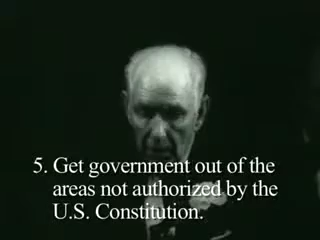 5. Get government out of the
areas not authorized by the
U.S. Constitution.